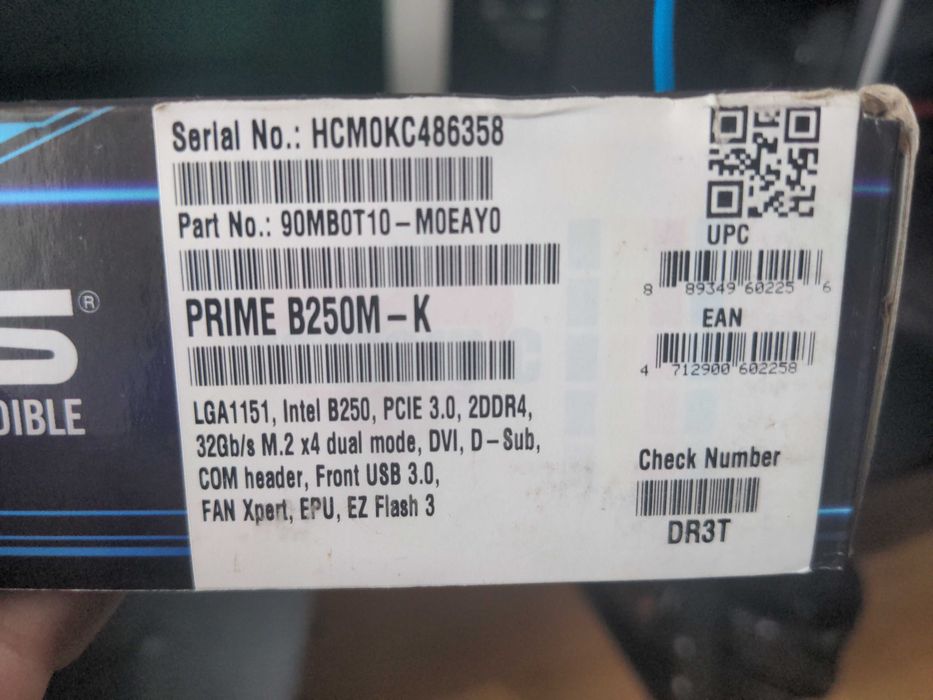 Serial No.: HCM0KC486358
Part No.: 90MB0T10-M0EAY0
PRIME B250M-K
LGA1151, Intel B250, PCIE 3.0, 2DDR4,
32Gb/s M.2 x4 dual mode, DVI, D-Sub,
COM header, Front USB 3.0,
FAN Xpert, EPU, EZ Flash 3
UPC
8 89349 60225 6
EAN
4 712900 602258
Check Number
DR3T
S®
DIBLE